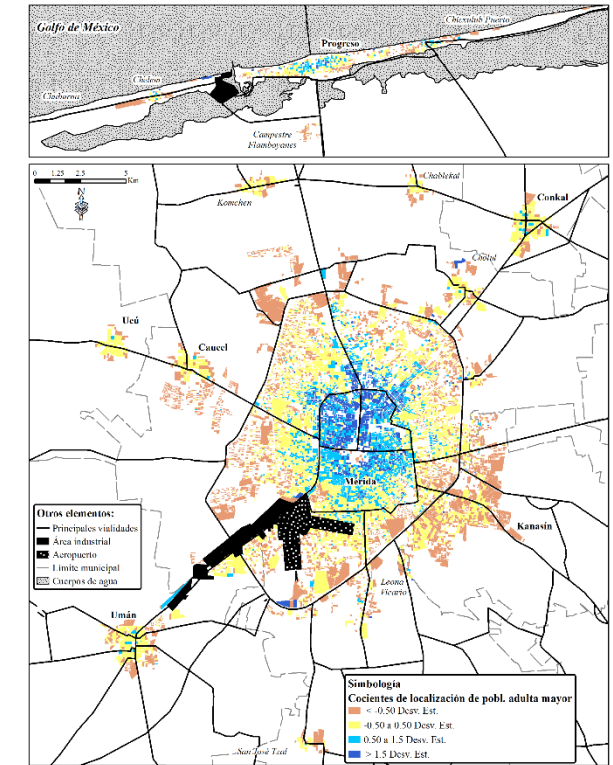 Golfo de México
Chicxulub Puerto
Progreso
Chelem
Campestre
Flamboyanes
0 1.25 2.5 5
Km
N
Komchen
Chablekal
Conkal
Cholul
Ucú
Caucel
Mérida
Kanasín
Leona
Vicario
Umán
San José Tzal
Otros elementos:
Principales vialidades
Área industrial
Aeropuerto
Límite municipal
Cuerpos de agua
Simbología
Cocientes de localización de pobl. adulta mayor
< -0.50 Desv. Est.
-0.50 a 0.50 Desv. Est.
0.50 a 1.5 Desv. Est.
> 1.5 Desv. Est.